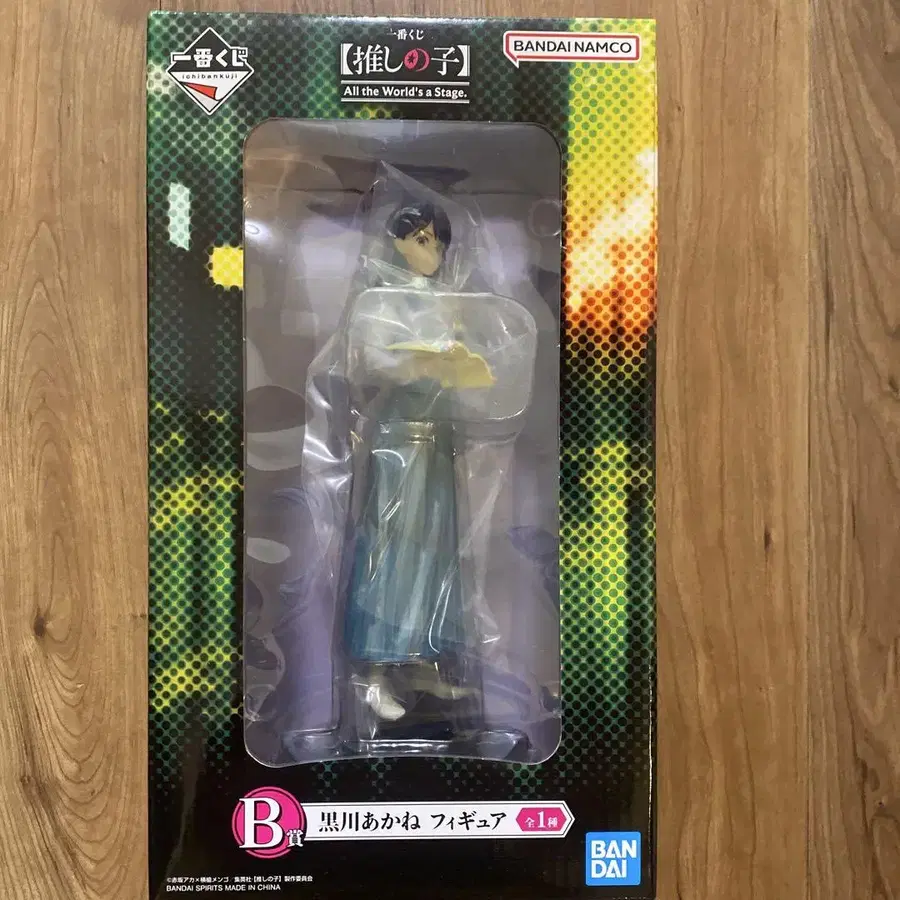 一番くじ
ichibankuji
一番くじ
【推しの子】
All the World's a Stage.
BANDAI NAMCO
B賞
黒川あかね フィギュア
全1種
BAN
DAI
©赤坂アカ×横槍メンゴ/集英社・【推しの子】製作委員会
BANDAI SPIRITS MADE IN CHINA